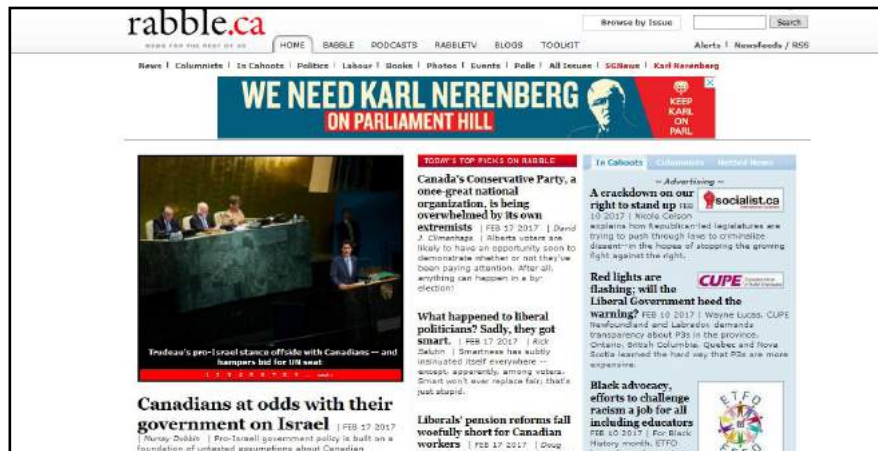 rabble.ca
NEWS FOR THE REST OF US
Browse by Issue
Search
HOME BABBLE PODCASTS RABBLETV BLOGS TOOLKIT
Alerts | Newsfeeds / RSS
News | Columnists | In Cahoots | Politics | Labour | Books | Photos | Events | Polls | All Issues | SGNews | Karl Nerenberg
WE NEED KARL NERENBERG
ON PARLIAMENT HILL
KEEP
KARL
ON
PARL
Trudeau's pro-Israel stance offside with Canadians — and
hampers bid for UN seat
1 2 3 4 5 6 7 8 9 ... next ›
Canadians at odds with their
government on Israel | FEB 17 2017
| Murray Dobbin | Pro-Israeli government policy is built on a
foundation of untested assumptions about Canadian
TODAY'S TOP PICKS ON RABBLE
Canada's Conservative Party, a
once-great national
organization, is being
overwhelmed by its own
extremists | FEB 17 2017 | David
J. Climenhaga | Alberta voters are
likely to have an opportunity soon to
demonstrate whether or not they've
been paying attention. After all,
anything can happen in a by-
election!
What happened to liberal
politicians? Sadly, they got
smart. | FEB 17 2017 | Rick
Salutin | Smartness has subtly
insinuated itself everywhere --
except, apparently, among voters.
Smart won't ever replace fair; that's
just stupid.
Liberals' pension reforms fall
woefully short for Canadian
workers | FEB 17 2017 | Doug
In Cahoots Columnists Hotted News
~ Advertising ~
A crackdown on our
right to stand up FEB
10 2017 | Nicole Colson
explains how Republican-led legislatures are
trying to push through laws to criminalize
dissent--in the hopes of stopping the growing
fight against the right.
socialist.ca
Red lights are
flashing; will the
Liberal Government heed the
warning? FEB 10 2017 | Wayne Lucas, CUPE
Newfoundland and Labrador, demands
transparency about P3s in the province.
Ontario, British Columbia, Quebec and Nova
Scotia learned the hard way that P3s are more
expensive.
CUPE
Black advocacy,
efforts to challenge
racism a job for all
including educators
FEB 10 2017 | For Black
History month, ETFO
ETFO